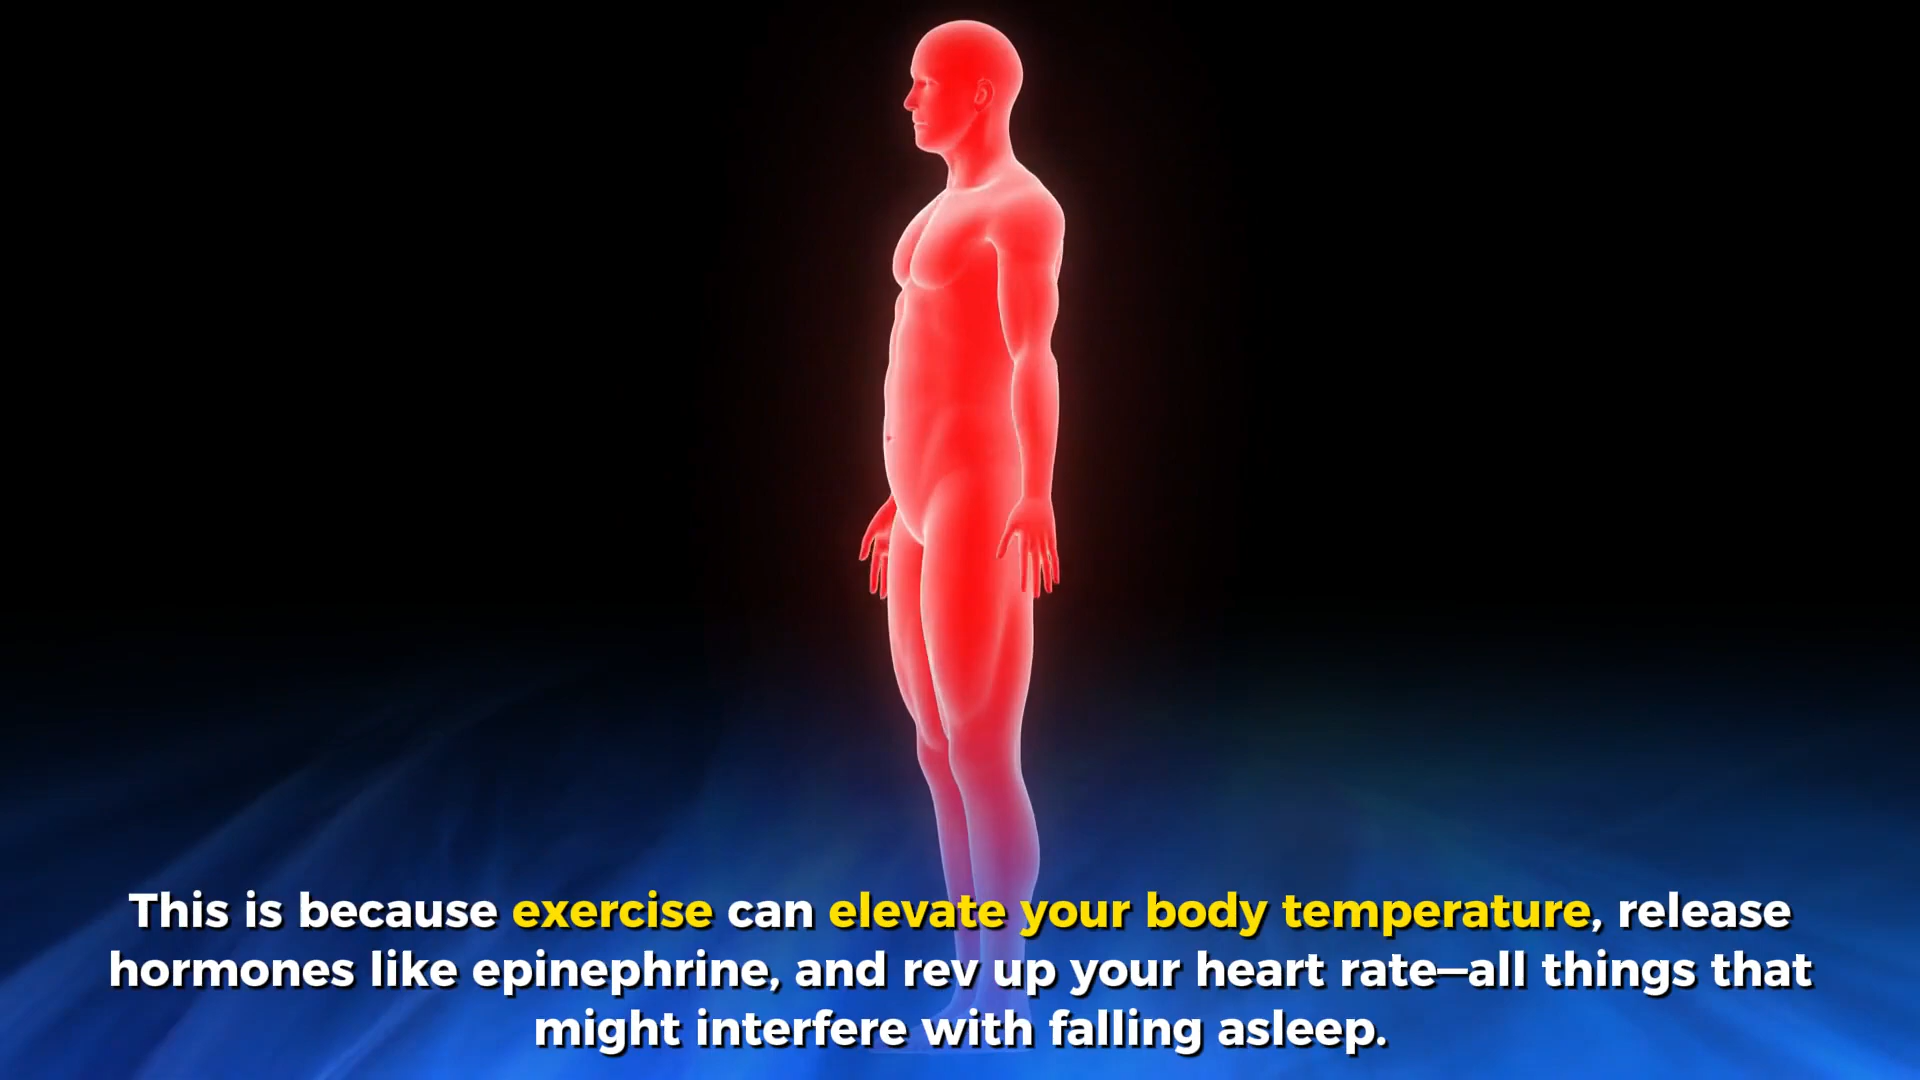 This is because exercise can elevate your body temperature, release
hormones like epinephrine, and rev up your heart rate—all things that
might interfere with falling asleep.